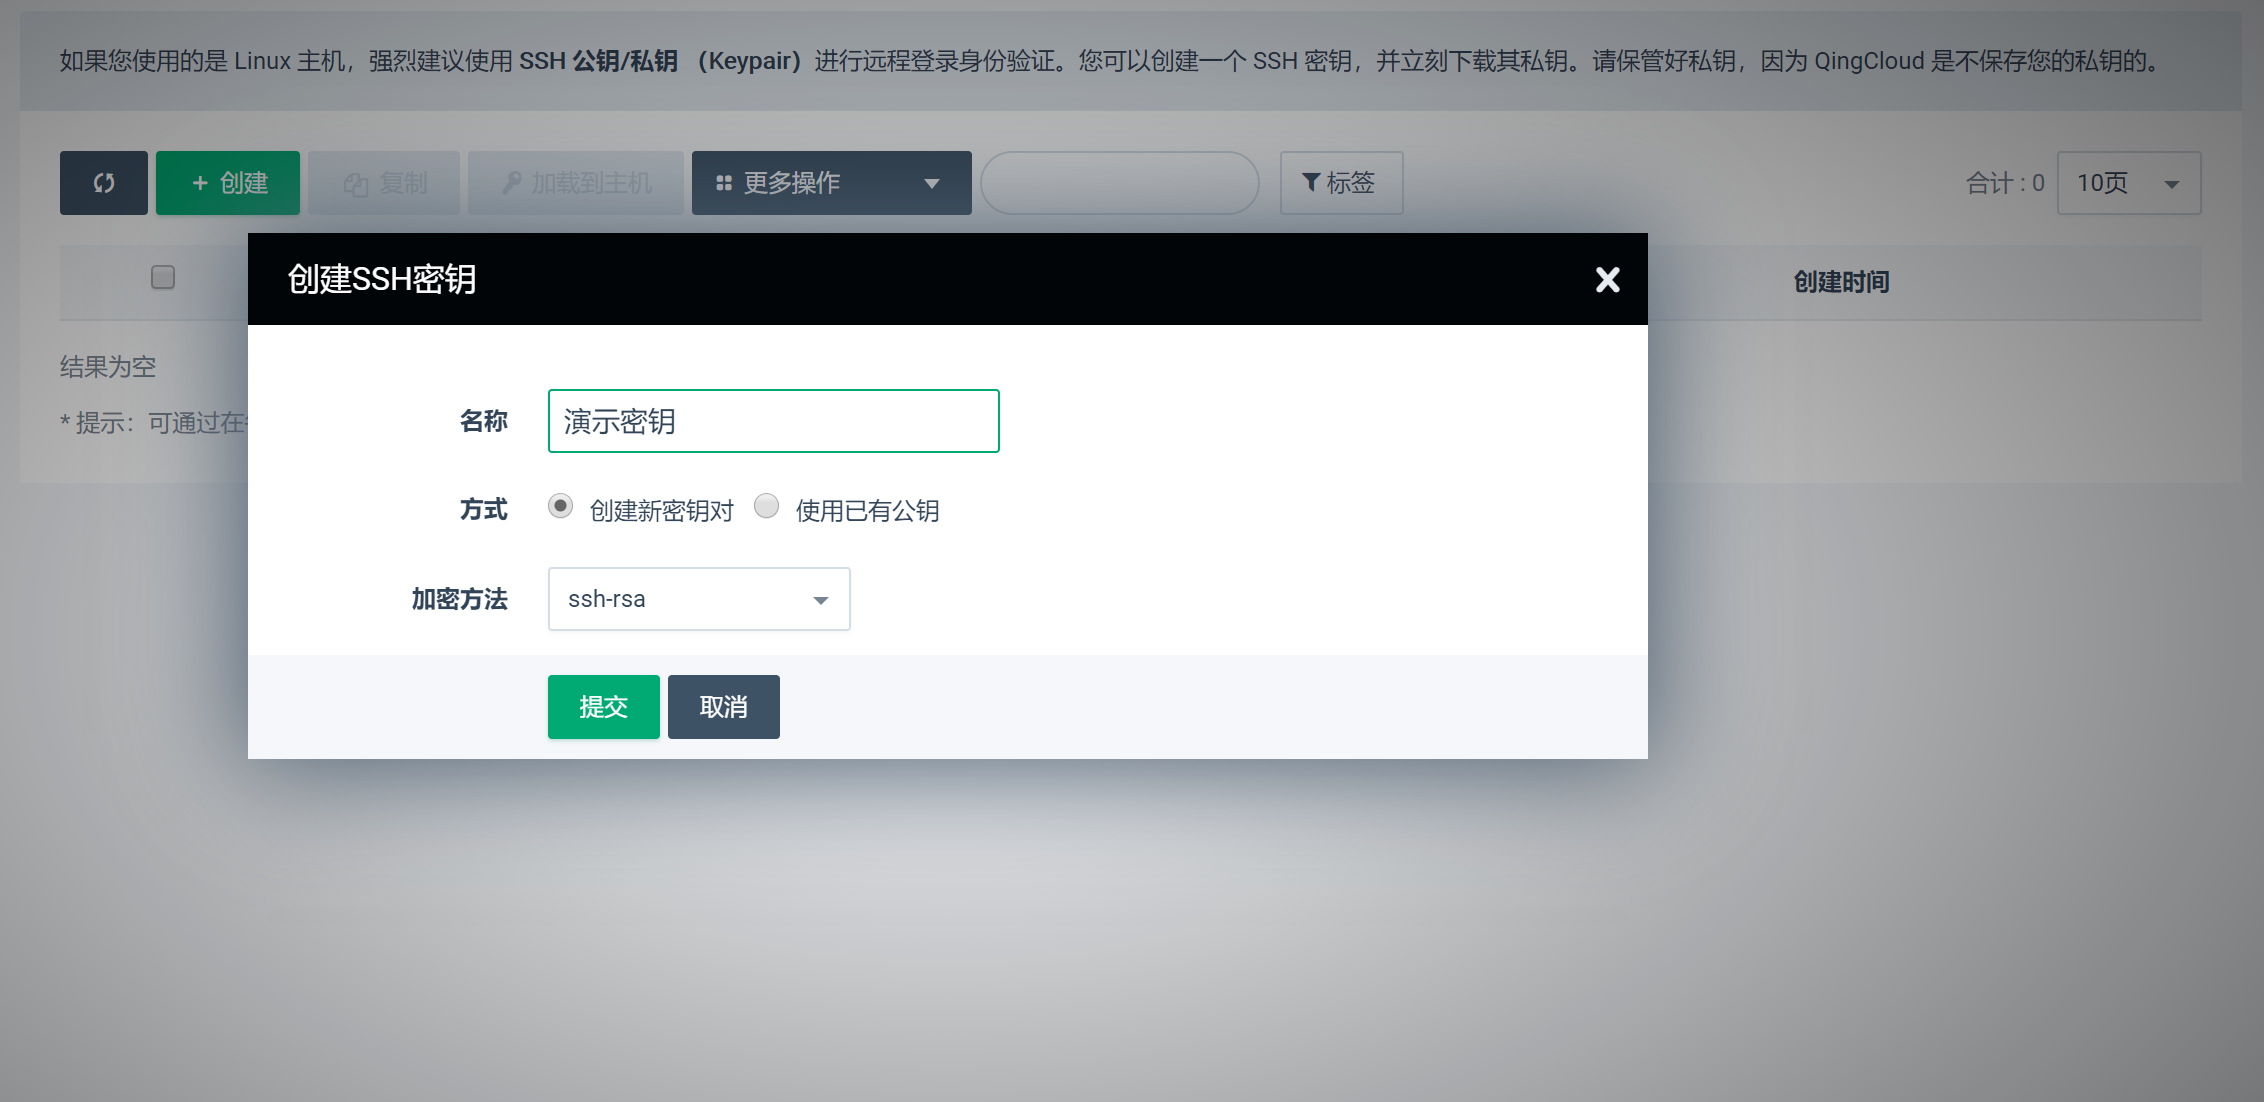 如果您使用的是 Linux 主机，强烈建议使用 SSH 公钥/私钥 （Keypair）进行远程登录身份验证。您可以创建一个 SSH 密钥，并立刻下载其私钥。请保管好私钥，因为 QingCloud 是不保存您的私钥的。
+ 创建 复制 加载到主机 更多操作 标签 合计 : 0 10页
创建SSH密钥
创建时间
结果为空
* 提示：可通过在
名称 演示密钥
方式 创建新密钥对 使用已有公钥
加密方法 ssh-rsa
提交 取消